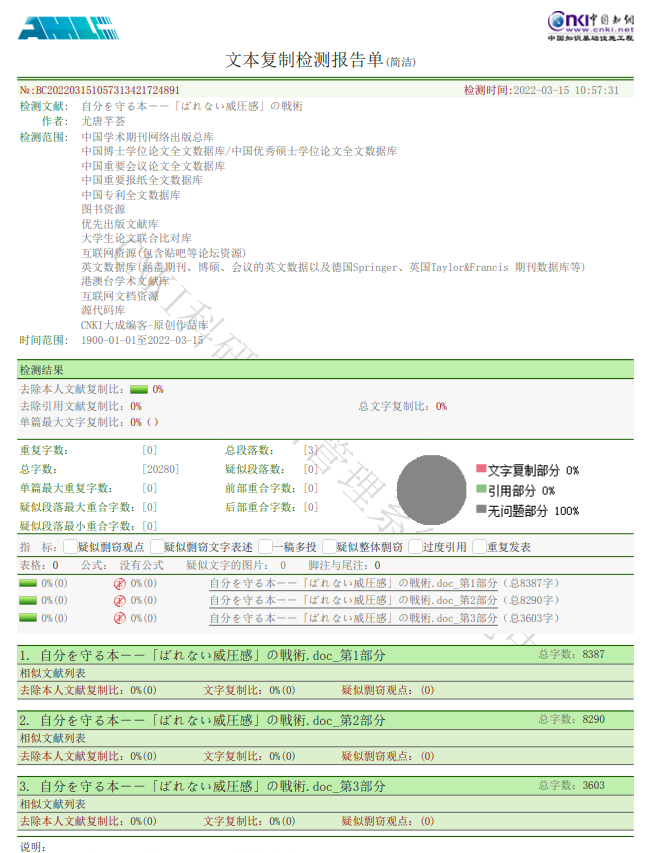 AMLC
CNKI中国知网
www.cnki.net
中国知识基础设施工程
文本复制检测报告单(简洁)
№:BC202203151057313421724891
检测时间:2022-03-15 10:57:31
检测文献: 自分を守る本――「ばれない威圧感」の戦術
作者: 尤唐芊荟
检测范围: 中国学术期刊网络出版总库
中国博士学位论文全文数据库/中国优秀硕士学位论文全文数据库
中国重要会议论文全文数据库
中国重要报纸全文数据库
中国专利全文数据库
图书资源
优先出版文献库
大学生论文联合比对库
互联网资源(包含贴吧等论坛资源)
英文数据库(涵盖期刊、博硕、会议的英文数据以及德国Springer、英国Taylor&Francis 期刊数据库等)
港澳台学术文献库
互联网文档资源
源代码库
CNKI大成编客-原创作品库
时间范围: 1900-01-01至2022-03-15
检测结果
去除本人文献复制比: 0%
去除引用文献复制比:0% 总文字复制比:0%
单篇最大文字复制比:0% ()
重复字数: [0] 总段落数: [3]
总字数: [20280] 疑似段落数: [0]
单篇最大重复字数: [0] 前部重合字数:[0]
疑似段落最大重合字数:[0] 后部重合字数:[0]
疑似段落最小重合字数:[0]
文字复制部分 0%
引用部分 0%
无问题部分 100%
指 标: 疑似剽窃观点 疑似剽窃文字表述 一稿多投 疑似整体剽窃 过度引用 重复发表
表格: 0 公式: 没有公式 疑似文字的图片: 0 脚注与尾注: 0
0%(0) 0%(0) 自分を守る本――「ばれない威圧感」の戦術.doc_第1部分(总8387字)
0%(0) 0%(0) 自分を守る本――「ばれない威圧感」の戦術.doc_第2部分(总8290字)
0%(0) 0%(0) 自分を守る本――「ばれない威圧感」の戦術.doc_第3部分(总3603字)
1. 自分を守る本――「ばれない威圧感」の戦術.doc_第1部分 总字数: 8387
相似文献列表
去除本人文献复制比: 0%(0) 文字复制比: 0%(0) 疑似剽窃观点: (0)
2. 自分を守る本――「ばれない威圧感」の戦術.doc_第2部分 总字数: 8290
相似文献列表
去除本人文献复制比: 0%(0) 文字复制比: 0%(0) 疑似剽窃观点: (0)
3. 自分を守る本――「ばれない威圧感」の戦術.doc_第3部分 总字数: 3603
相似文献列表
去除本人文献复制比: 0%(0) 文字复制比: 0%(0) 疑似剽窃观点: (0)
说明: